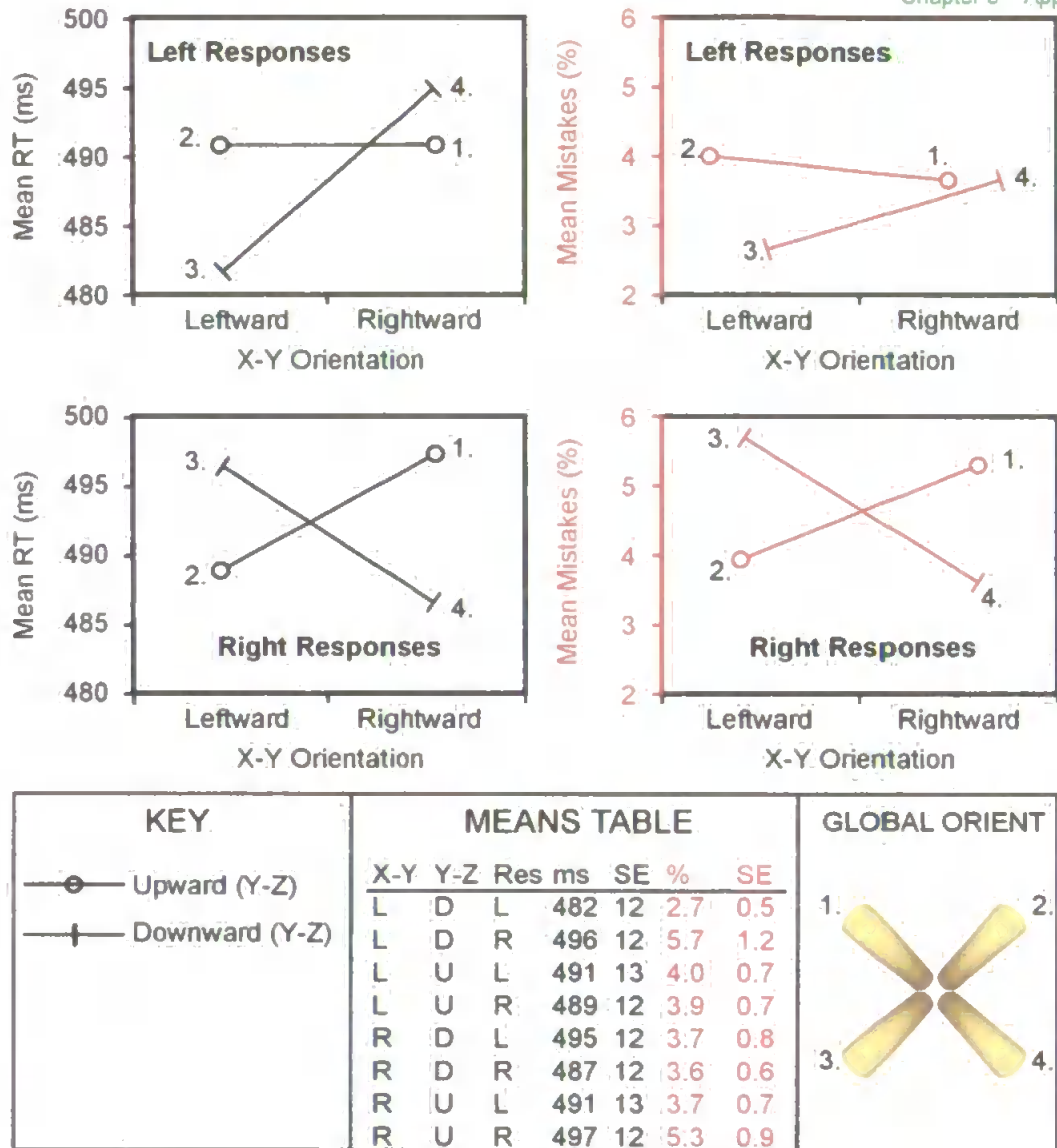 Chapter
Left Responses
Mean RT (ms)
500
495
490
485
480
2.
1.
3.
4.
Leftward Rightward
X-Y Orientation
Left Responses
Mean Mistakes (%)
6
5
4
3
2
2
1.
3.
4.
Leftward Rightward
X-Y Orientation
Right Responses
Mean RT (ms)
500
495
490
485
480
3.
1.
2.
4.
Leftward Rightward
X-Y Orientation
Right Responses
Mean Mistakes (%)
6
5
4
3
2
3.
1.
2.
4.
Leftward Rightward
X-Y Orientation
KEY
Upward (Y-Z)
Downward (Y-Z)
MEANS TABLE
X-Y Y-Z Res ms SE % SE
L D L 482 12 2.7 0.5
L D R 496 12 5.7 1.2
L U L 491 13 4.0 0.7
L U R 489 12 3.9 0.7
R D L 495 12 3.7 0.8
R D R 487 12 3.6 0.6
R U L 491 13 3.7 0.7
R U R 497 12 5.3 0.9
GLOBAL ORIENT
1. 2.
3. 4.